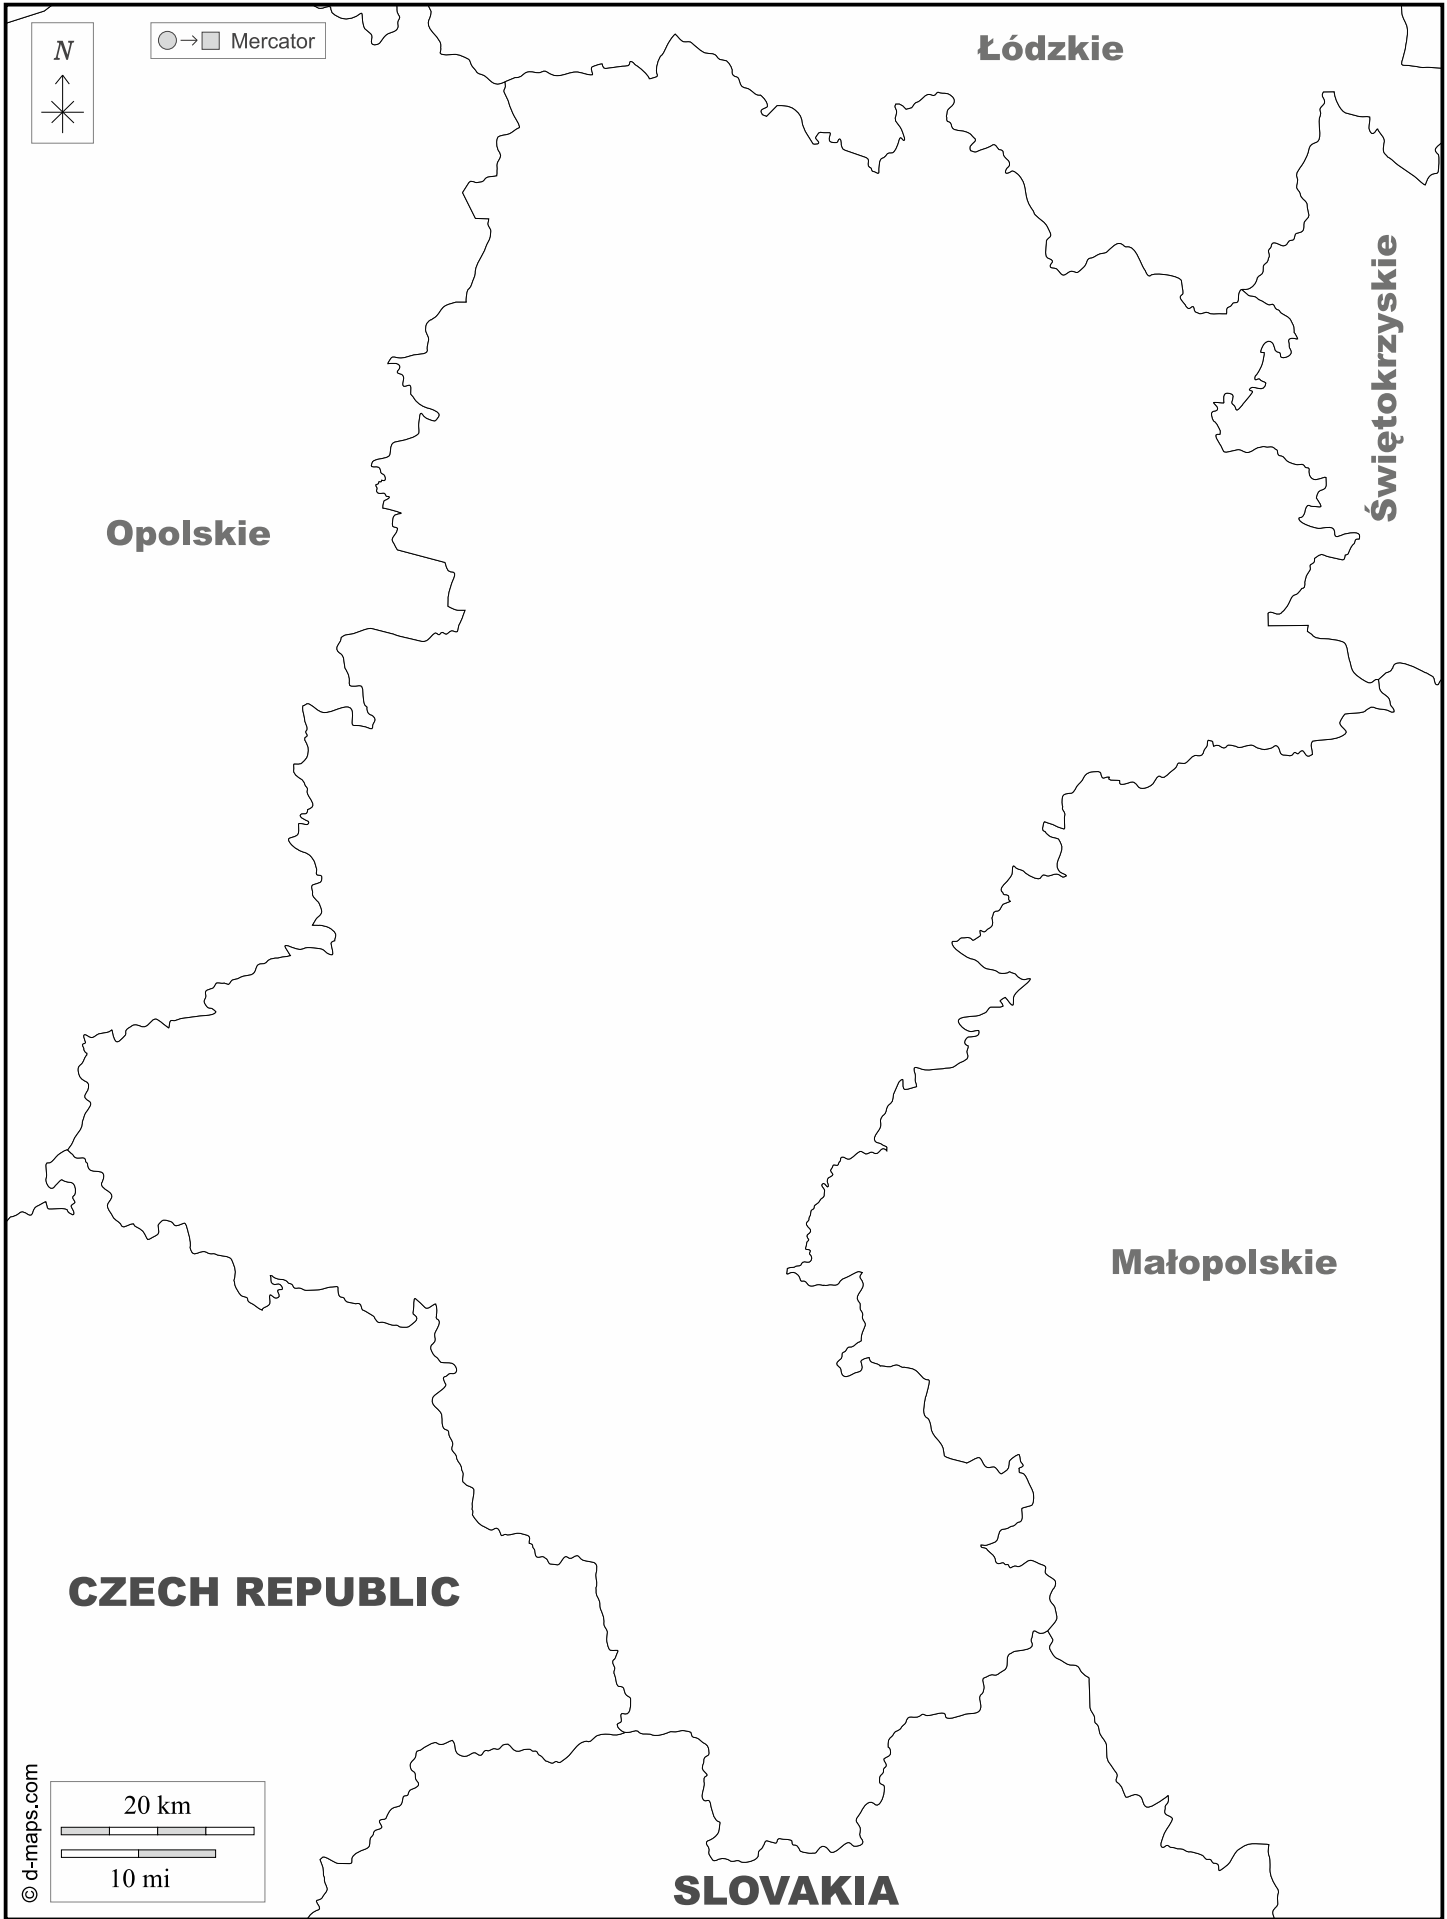 N
Mercator
Łódzkie
Świętokrzyskie
Opolskie
Małopolskie
CZECH REPUBLIC
SLOVAKIA
20 km
10 mi
© d-maps.com